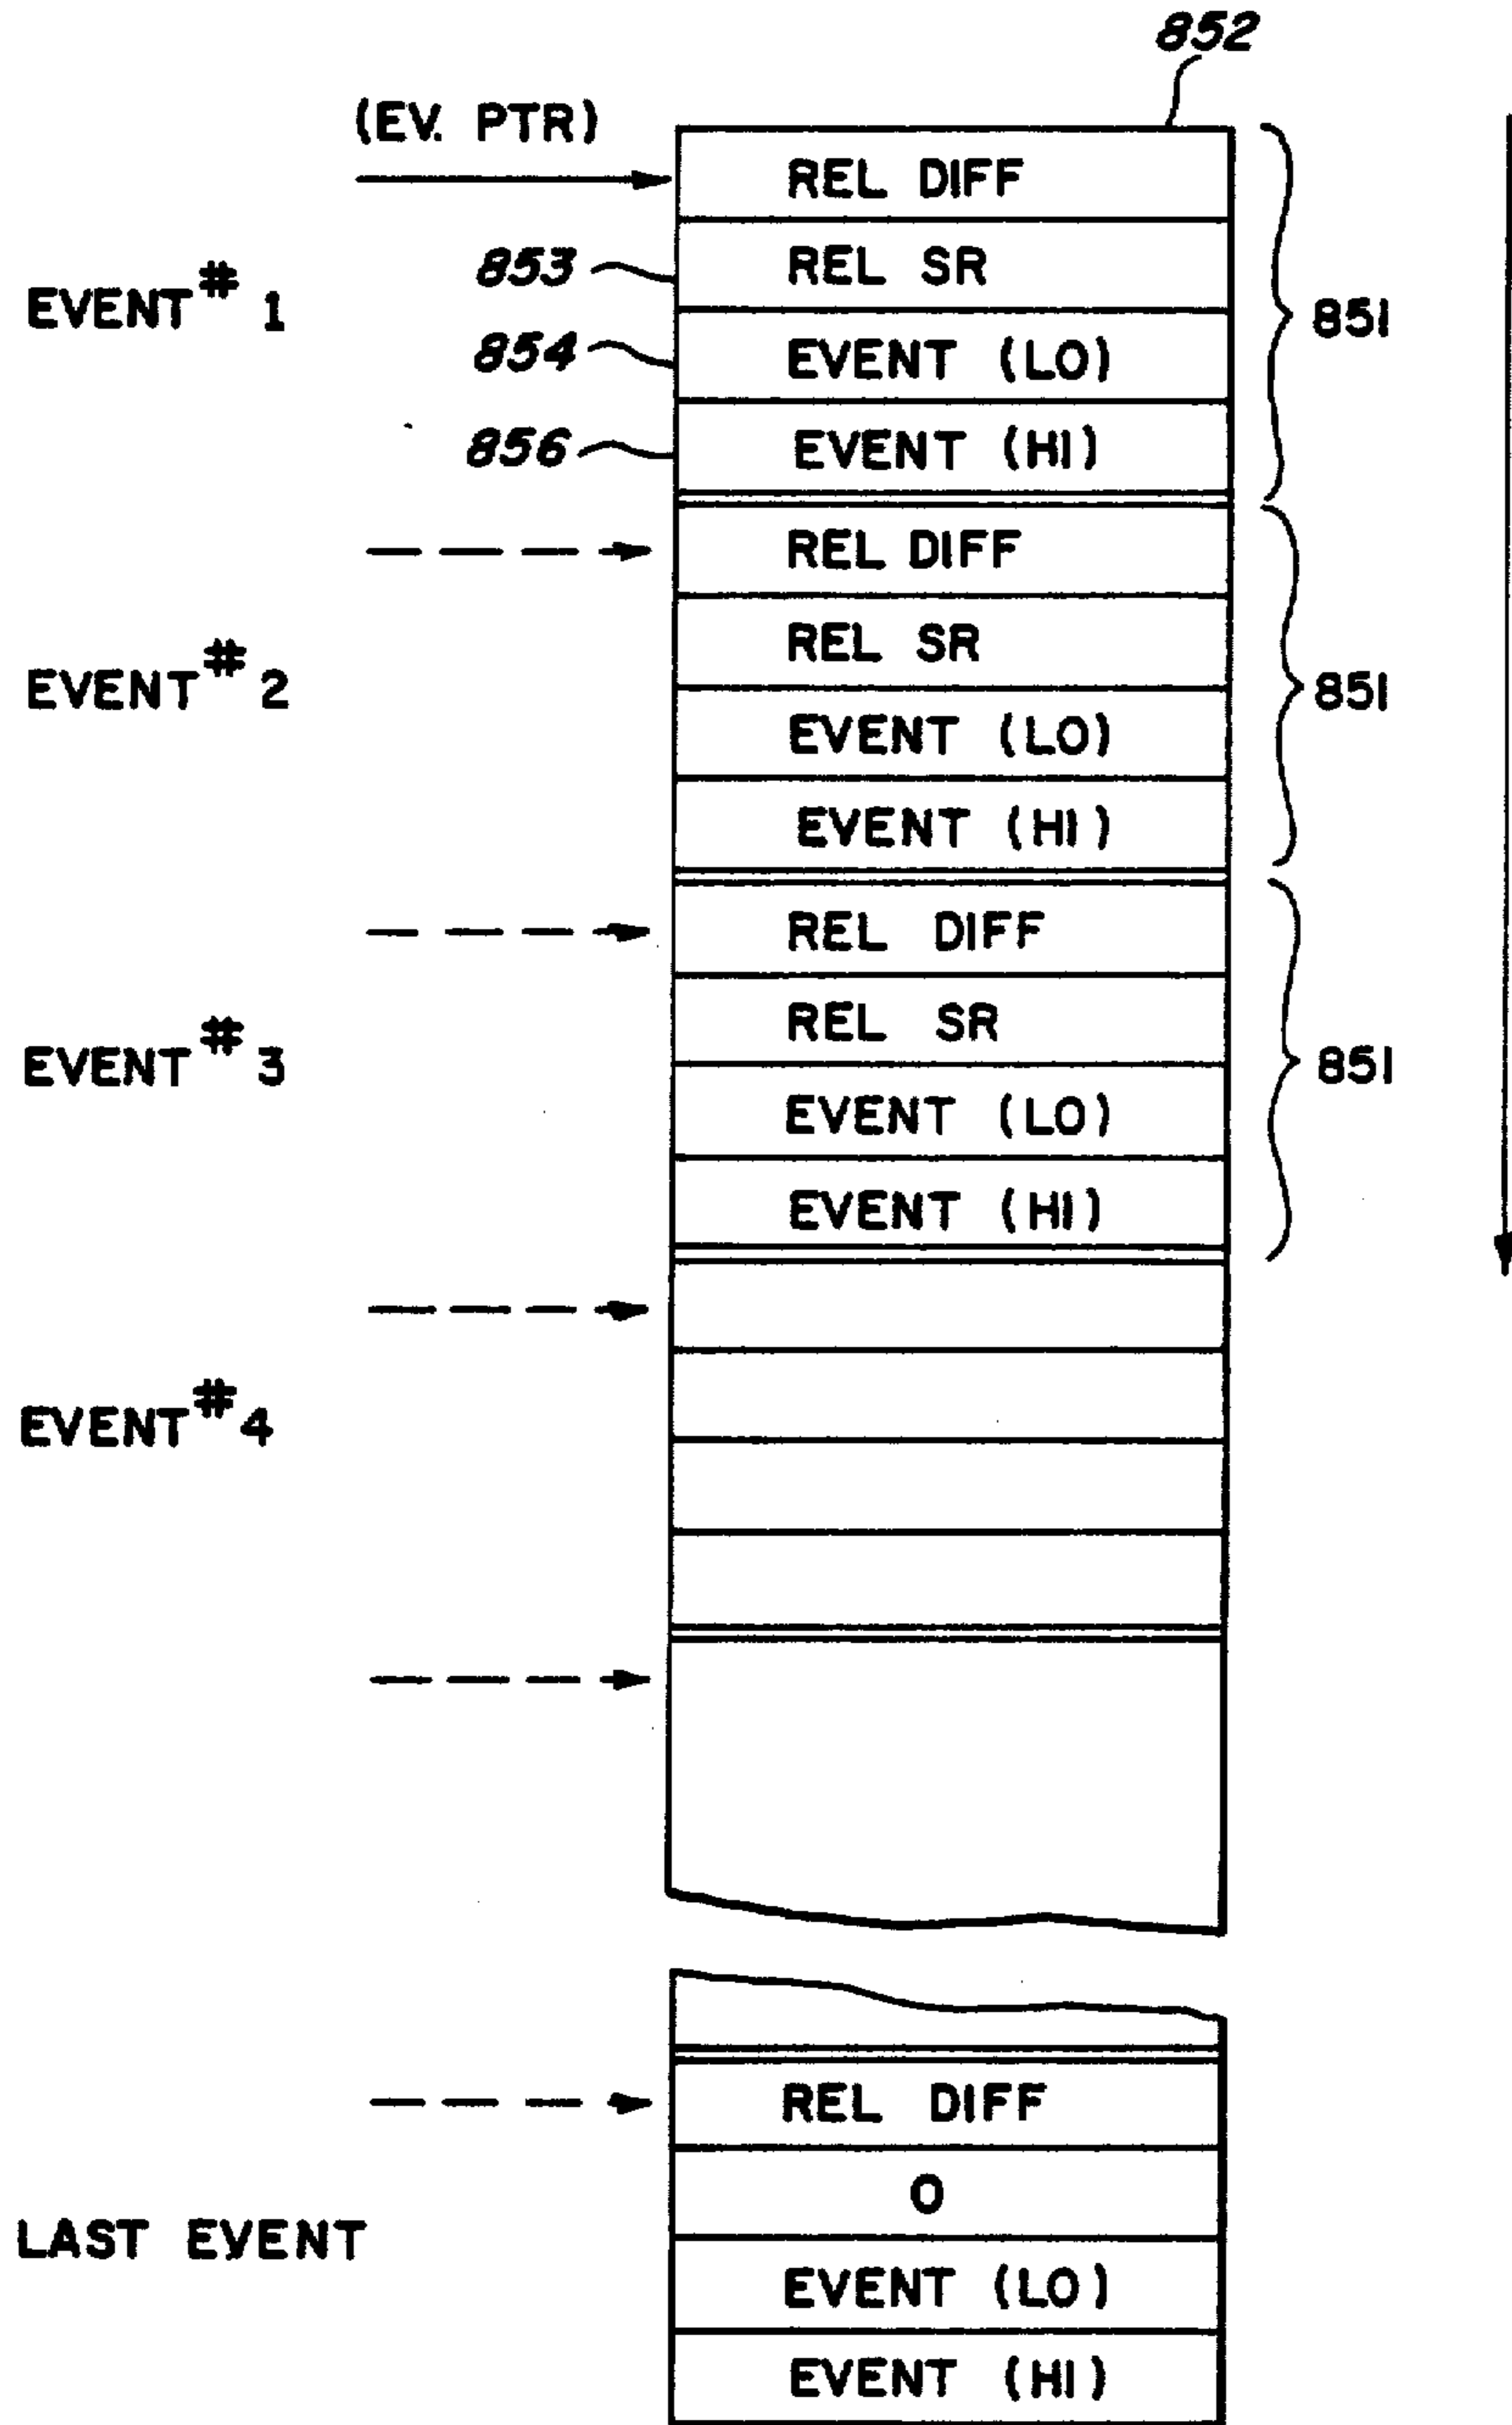 852
(EV. PTR)
REL DIFF
853
REL SR
EVENT # 1
851
854
EVENT (LO)
856
EVENT (HI)
REL DIFF
REL SR
EVENT # 2
851
EVENT (LO)
EVENT (HI)
REL DIFF
REL SR
EVENT # 3
851
EVENT (LO)
EVENT (HI)
EVENT # 4
REL DIFF
0
LAST EVENT
EVENT (LO)
EVENT (HI)